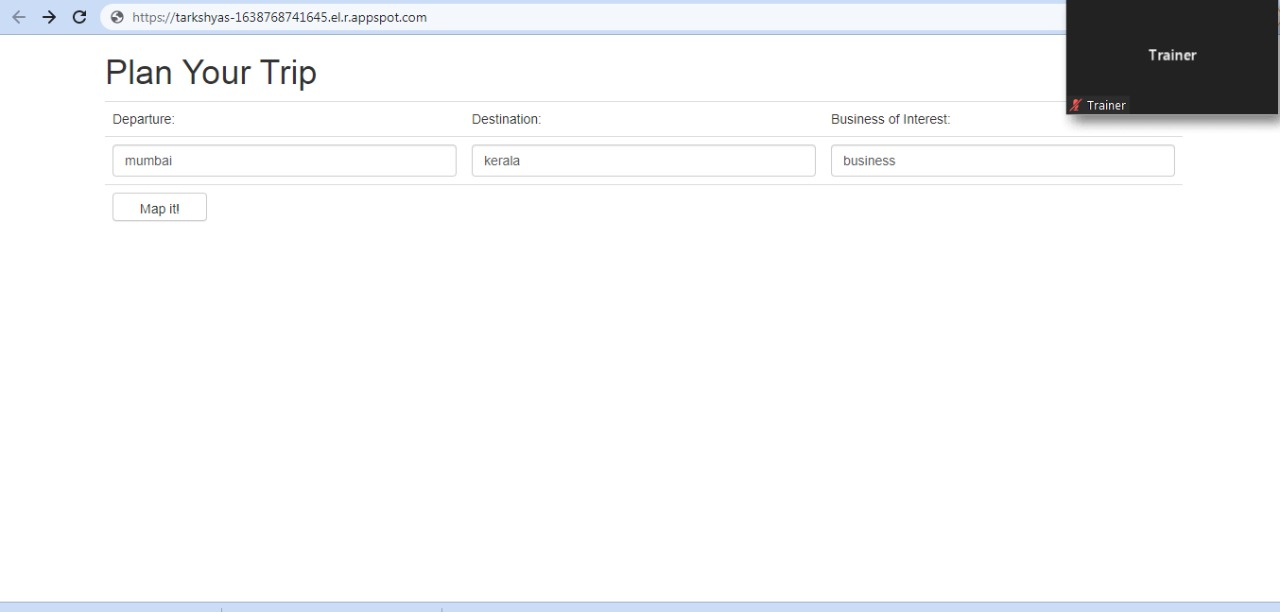 https://tarkshyas-1638768741645.el.r.appspot.com
Trainer
Trainer
Plan Your Trip
Departure: Destination: Business of Interest:
mumbai kerala business
Map it!